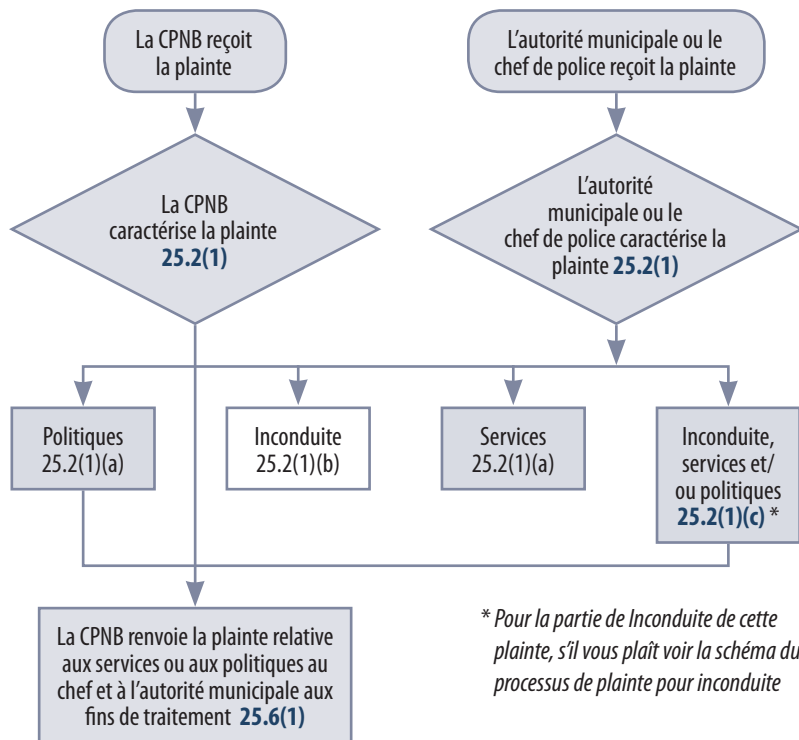 La CPNB reçoit
la plainte
L'autorité municipale ou le
chef de police reçoit la plainte
La CPNB
caractérise la plainte
25.2(1)
L'autorité
municipale ou le
chef de police caractérise la
plainte 25.2(1)
Politiques
25.2(1)(a)
Inconduite
25.2(1)(b)
Services
25.2(1)(a)
Inconduite,
services et/
ou politiques
25.2(1)(c) *
La CPNB renvoie la plainte relative
aux services ou aux politiques au
chef et à l'autorité municipale aux
fins de traitement 25.6(1)
* Pour la partie de Inconduite de cette
plainte, s'il vous plaît voir la schéma du
processus de plainte pour inconduite